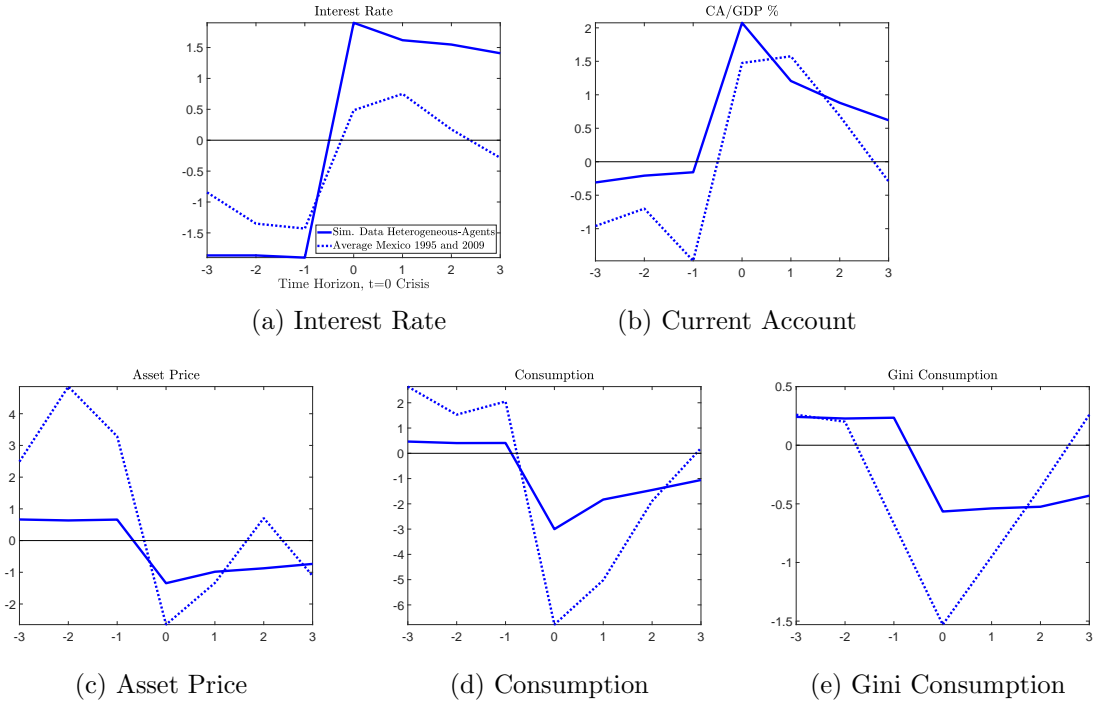 Interest Rate
1.5
1
0.5
0
-0.5
-1
-1.5
-3 -2 -1 0 1 2 3
Time Horizon, t=0 Crisis
Sim. Data Heterogeneous-Agents
Average Mexico 1995 and 2009
(a) Interest Rate
CA/GDP %
2
1.5
1
0.5
0
-0.5
1
-3 -2 -1 0 1 2 3
(b) Current Account
Asset Price
4
3
2
1
0
-1
-2
-3 -2 -1 0 1 2 3
(c) Asset Price
Consumption
2
1
0
-1
-2
-3
-4
-5
-6
-3 -2 -1 0 1 2 3
(d) Consumption
Gini Consumption
0.5
0
-0.5
-1
-1.5
-3 -2 -1 0 1 2 3
(e) Gini Consumption